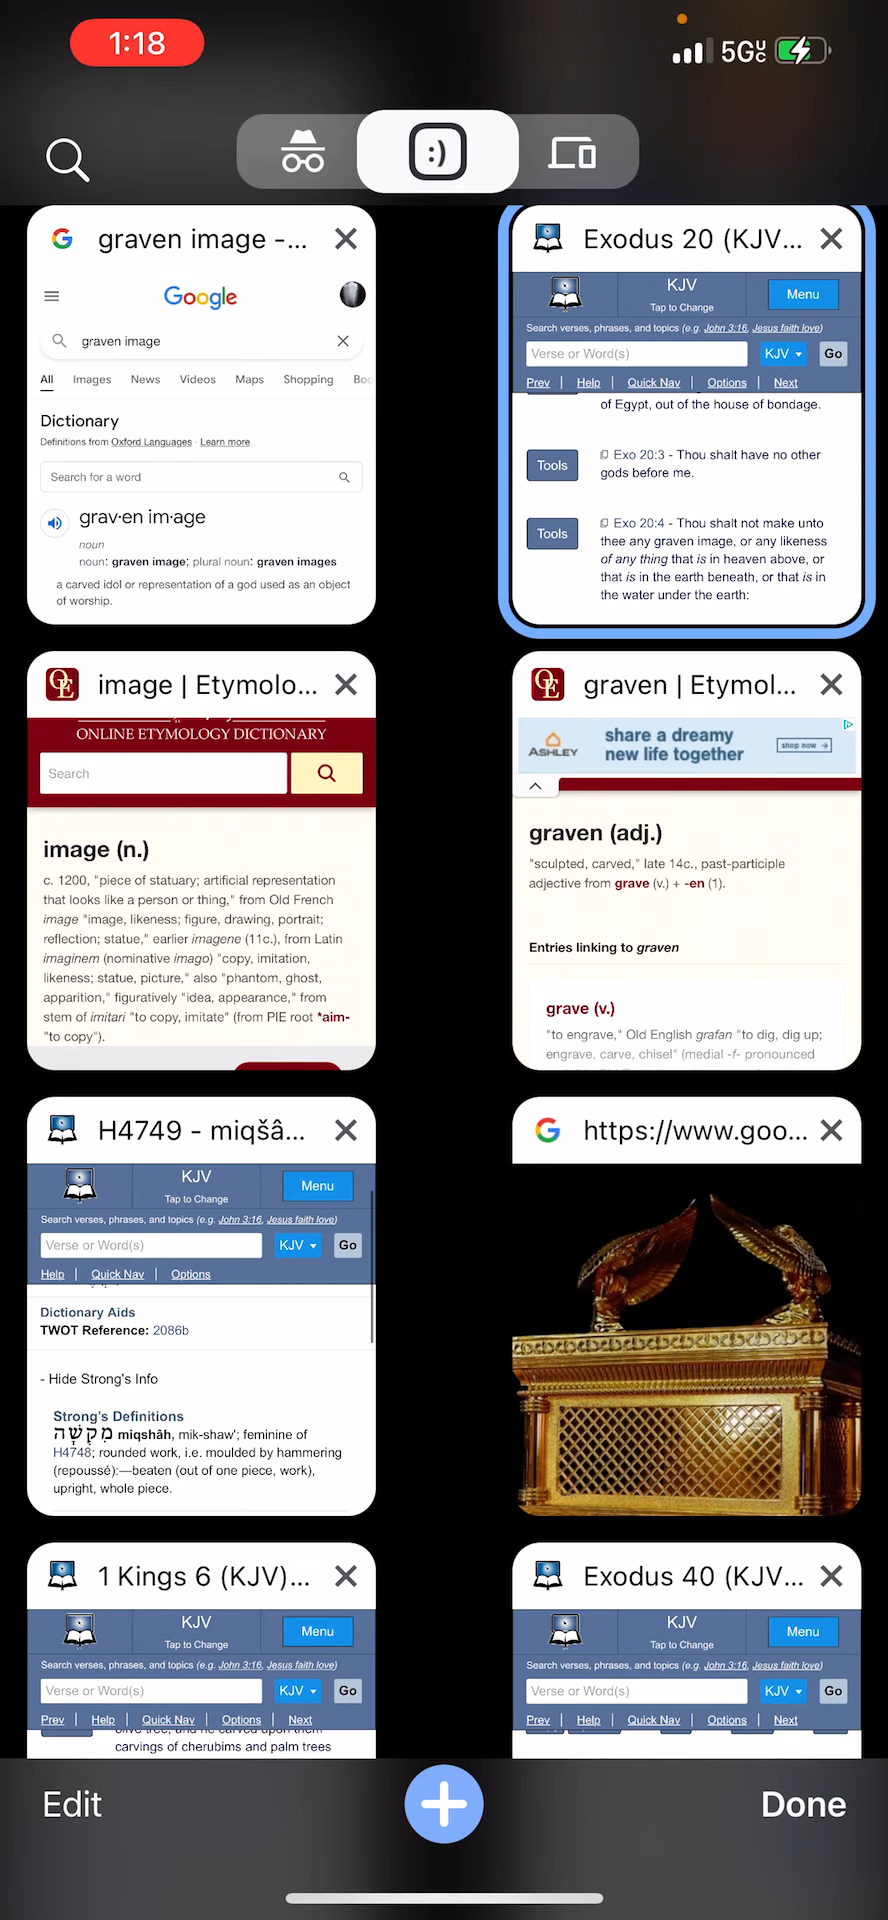 1:18
5G UC
:)
graven image -...
Google
graven image
All Images News Videos Maps Shopping Boo
Dictionary
Definitions from Oxford Languages · Learn more
Search for a word
grav·en im·age
noun
noun: graven image; plural noun: graven images
a carved idol or representation of a god used as an object
of worship.
Exodus 20 (KJV...
KJV
Tap to Change
Menu
Search verses, phrases, and topics (e.g. John 3:16, Jesus faith love)
Verse or Word(s)
KJV
Go
Prev | Help | Quick Nav | Options | Next
of Egypt, out of the house of bondage.
Tools
Exo 20:3 - Thou shalt have no other
gods before me.
Tools
Exo 20:4 - Thou shalt not make unto
thee any graven image, or any likeness
of any thing that is in heaven above, or
that is in the earth beneath, or that is in
the water under the earth:
image | Etymolo...
OE
ONLINE ETYMOLOGY DICTIONARY
Search
image (n.)
c. 1200, "piece of statuary; artificial representation
that looks like a person or thing," from Old French
image "image, likeness; figure, drawing, portrait;
reflection; statue," earlier imagene (11c.), from Latin
imaginem (nominative imago) "copy, imitation,
likeness; statue, picture," also "phantom, ghost,
apparition," figuratively "idea, appearance," from
stem of imitari "to copy, imitate" (from PIE root *aim-
"to copy").
OE
graven | Etymol...
ASHLEY
share a dreamy
new life together
shop now →
graven (adj.)
"sculpted, carved," late 14c., past-participle
adjective from grave (v.) + -en (1).
Entries linking to graven
grave (v.)
"to engrave," Old English grafan "to dig, dig up;
engrave, carve, chisel" (medial -f- pronounced
H4749 - miqšâ...
KJV
Tap to Change
Menu
Search verses, phrases, and topics (e.g. John 3:16, Jesus faith love)
Verse or Word(s)
KJV
Go
Help | Quick Nav | Options
Dictionary Aids
TWOT Reference: 2086b
- Hide Strong's Info
Strong's Definitions
מִקְשָׁה miqshâh, mik-shaw'; feminine of
H4748; rounded work, i.e. moulded by hammering
(repoussé):—beaten (out of one piece, work),
upright, whole piece.
https://www.goo...
1 Kings 6 (KJV)...
KJV
Tap to Change
Menu
Search verses, phrases, and topics (e.g. John 3:16, Jesus faith love)
Verse or Word(s)
KJV
Go
Prev | Help | Quick Nav | Options | Next
olive tree, and he carved upon them
carvings of cherubims and palm trees
Exodus 40 (KJV...
KJV
Tap to Change
Menu
Search verses, phrases, and topics (e.g. John 3:16, Jesus faith love)
Verse or Word(s)
KJV
Go
Prev | Help | Quick Nav | Options | Next
Edit
Done